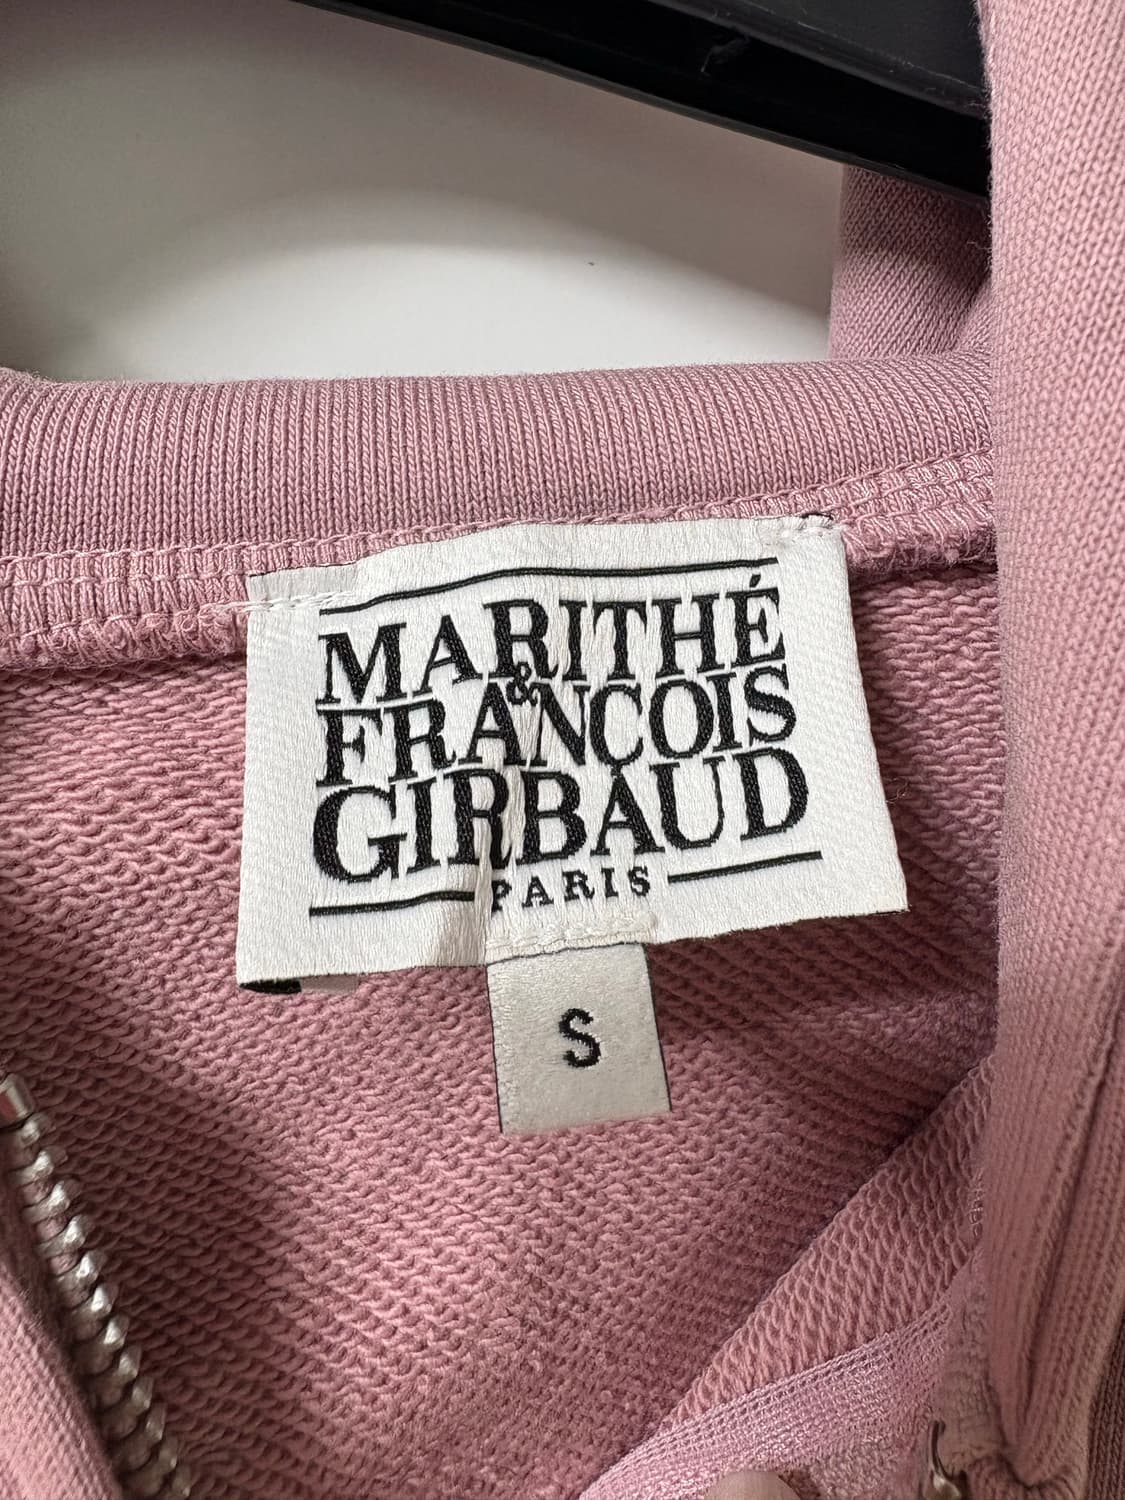 MARITHÉ
&
FRANÇOIS
GIRBAUD
PARIS
S